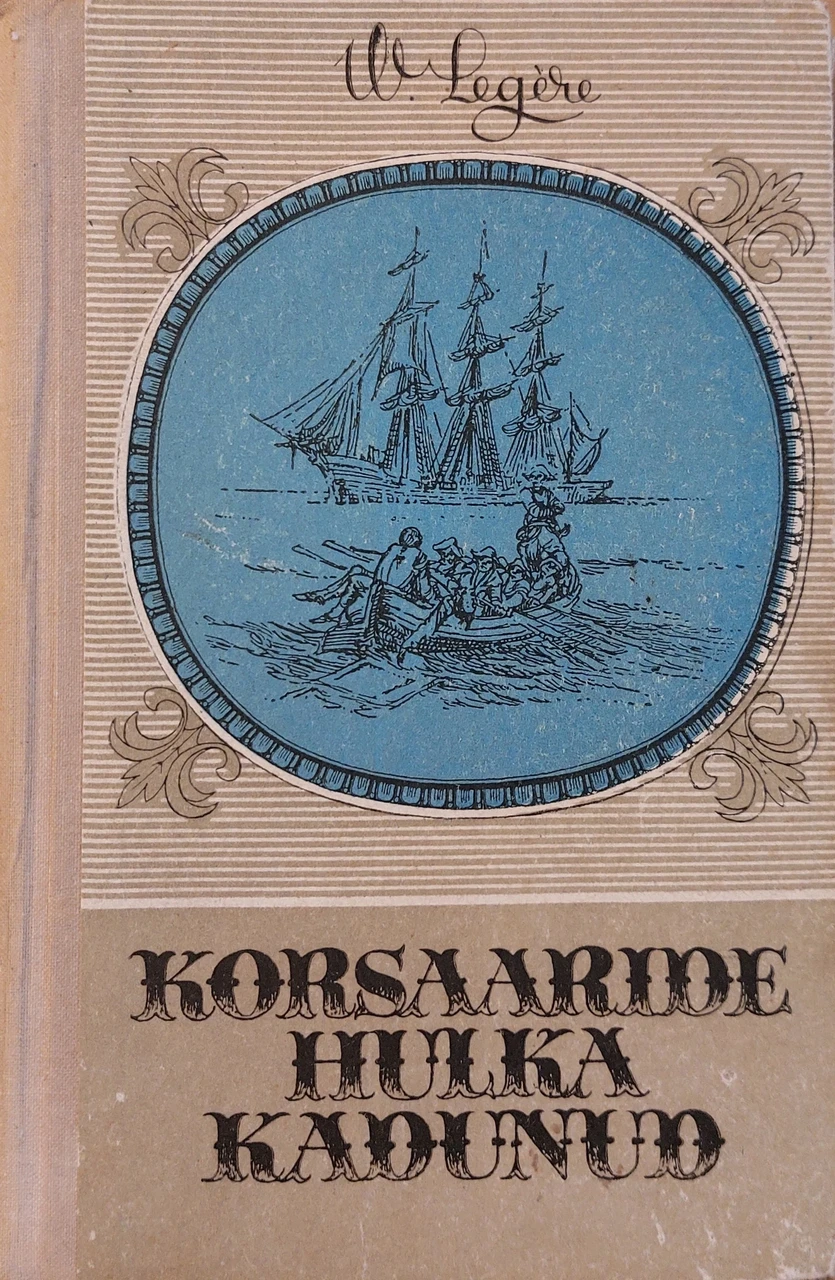 W. Legère
KORSAARIDE
HULKA
KADUNUD